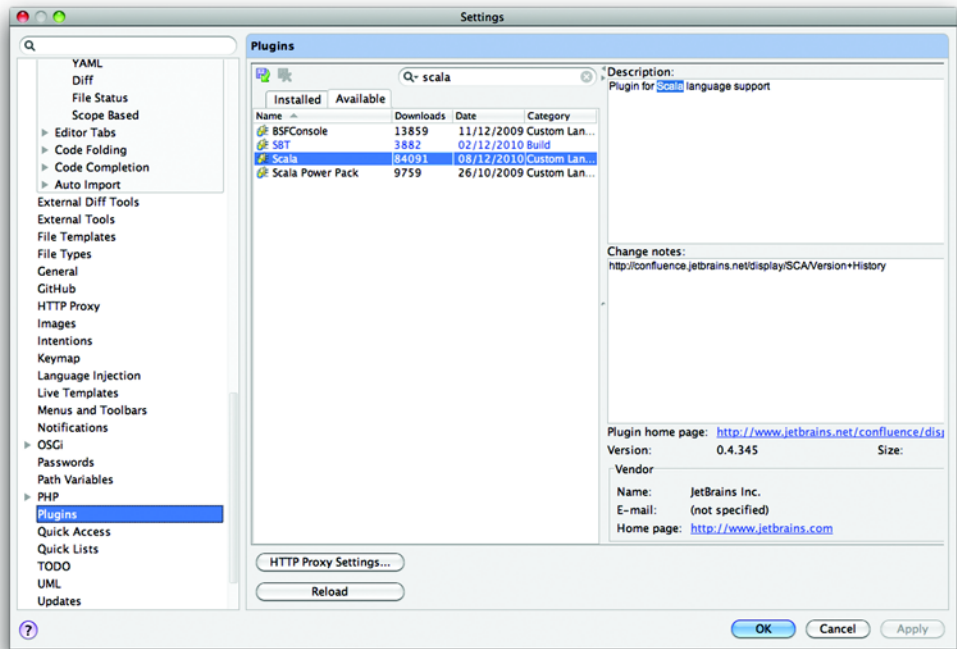 Settings
YAML
Diff
File Status
Scope Based
Editor Tabs
Code Folding
Code Completion
Auto Import
External Diff Tools
External Tools
File Templates
File Types
General
GitHub
HTTP Proxy
Images
Intentions
Keymap
Language Injection
Live Templates
Menus and Toolbars
Notifications
OSGi
Passwords
Path Variables
PHP
Plugins
Quick Access
Quick Lists
TODO
UML
Updates
Plugins
scala
Installed Available
Name Downloads Date Category
BSFConsole 13859 11/12/2009 Custom Lan...
SBT 3882 02/12/2010 Build
Scala 84091 08/12/2010 Custom Lan...
Scala Power Pack 9759 26/10/2009 Custom Lan...
HTTP Proxy Settings...
Reload
Description:
Plugin for Scala language support
Change notes:
http://confluence.jetbrains.net/display/SCA/Version+History
Plugin home page: http://www.jetbrains.net/confluence/disp
Version: 0.4.345 Size:
Vendor
Name: JetBrains Inc.
E-mail: (not specified)
Home page: http://www.jetbrains.com
?
OK Cancel Apply